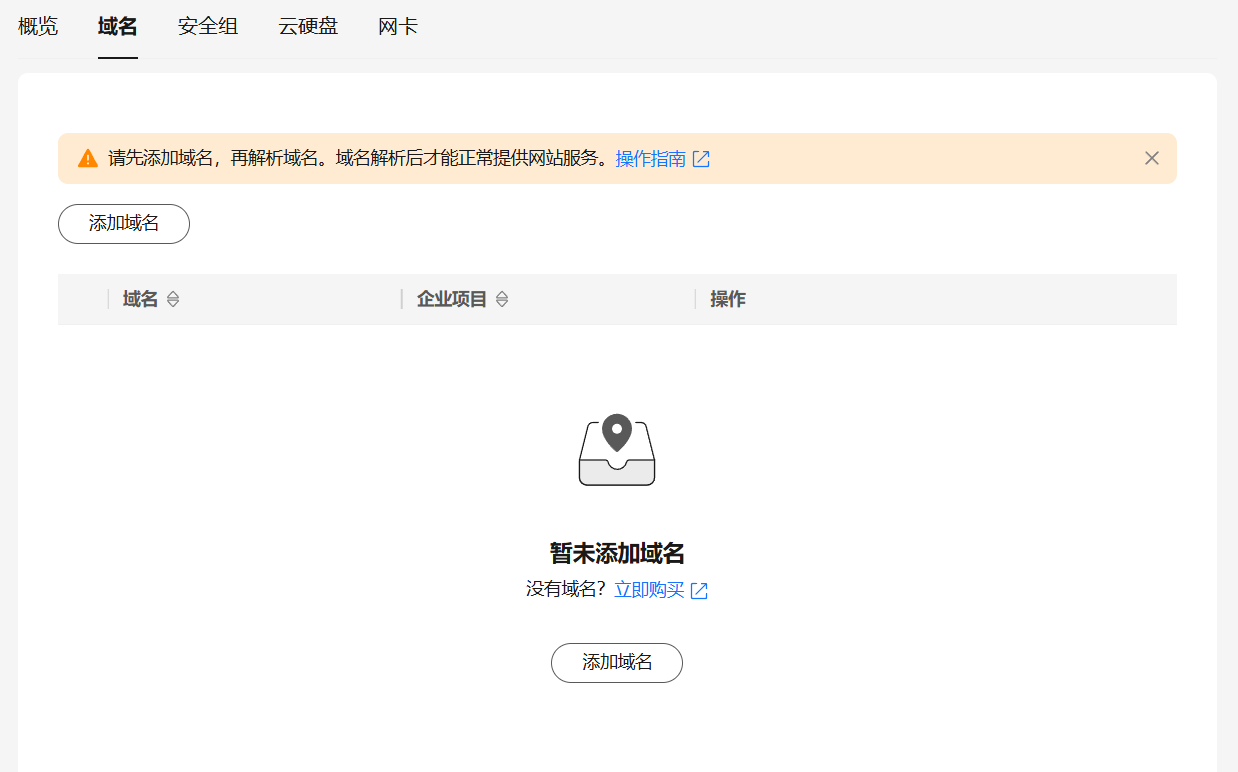 概览 域名 安全组 云硬盘 网卡
请先添加域名，再解析域名。域名解析后才能正常提供网站服务。操作指南
添加域名
域名 企业项目 操作
暂未添加域名
没有域名？立即购买
添加域名